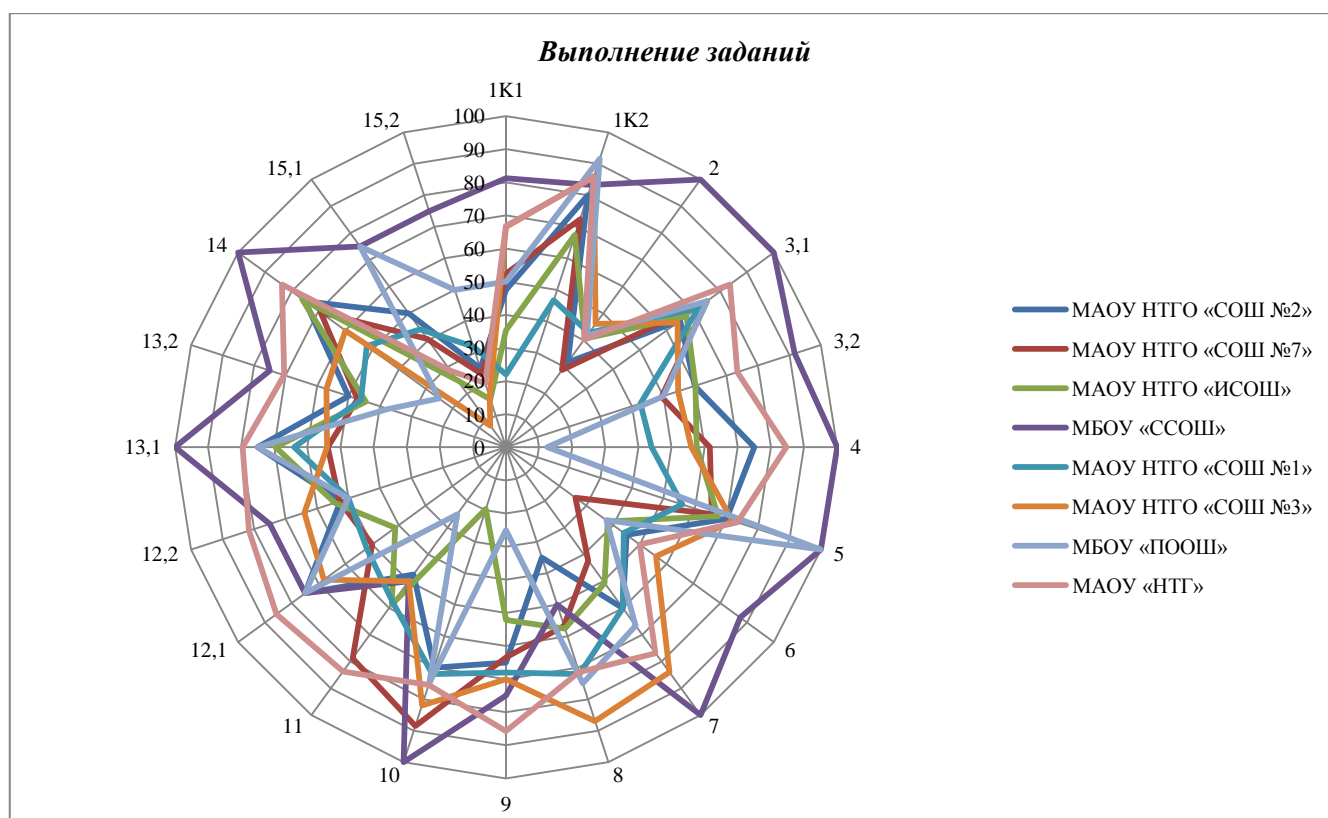 Выполнение заданий
1К1
1К2
2
3,1
3,2
4
5
6
7
8
9
10
11
12,1
12,2
13,1
13,2
14
15,1
15,2
100
90
80
70
60
50
40
30
20
10
0
МАОУ НТГО «СОШ №2»
МАОУ НТГО «СОШ №7»
МАОУ НТГО «ИСОШ»
МБОУ «ССОШ»
МАОУ НТГО «СОШ №1»
МАОУ НТГО «СОШ №3»
МБОУ «ПООШ»
МАОУ «НТГ»